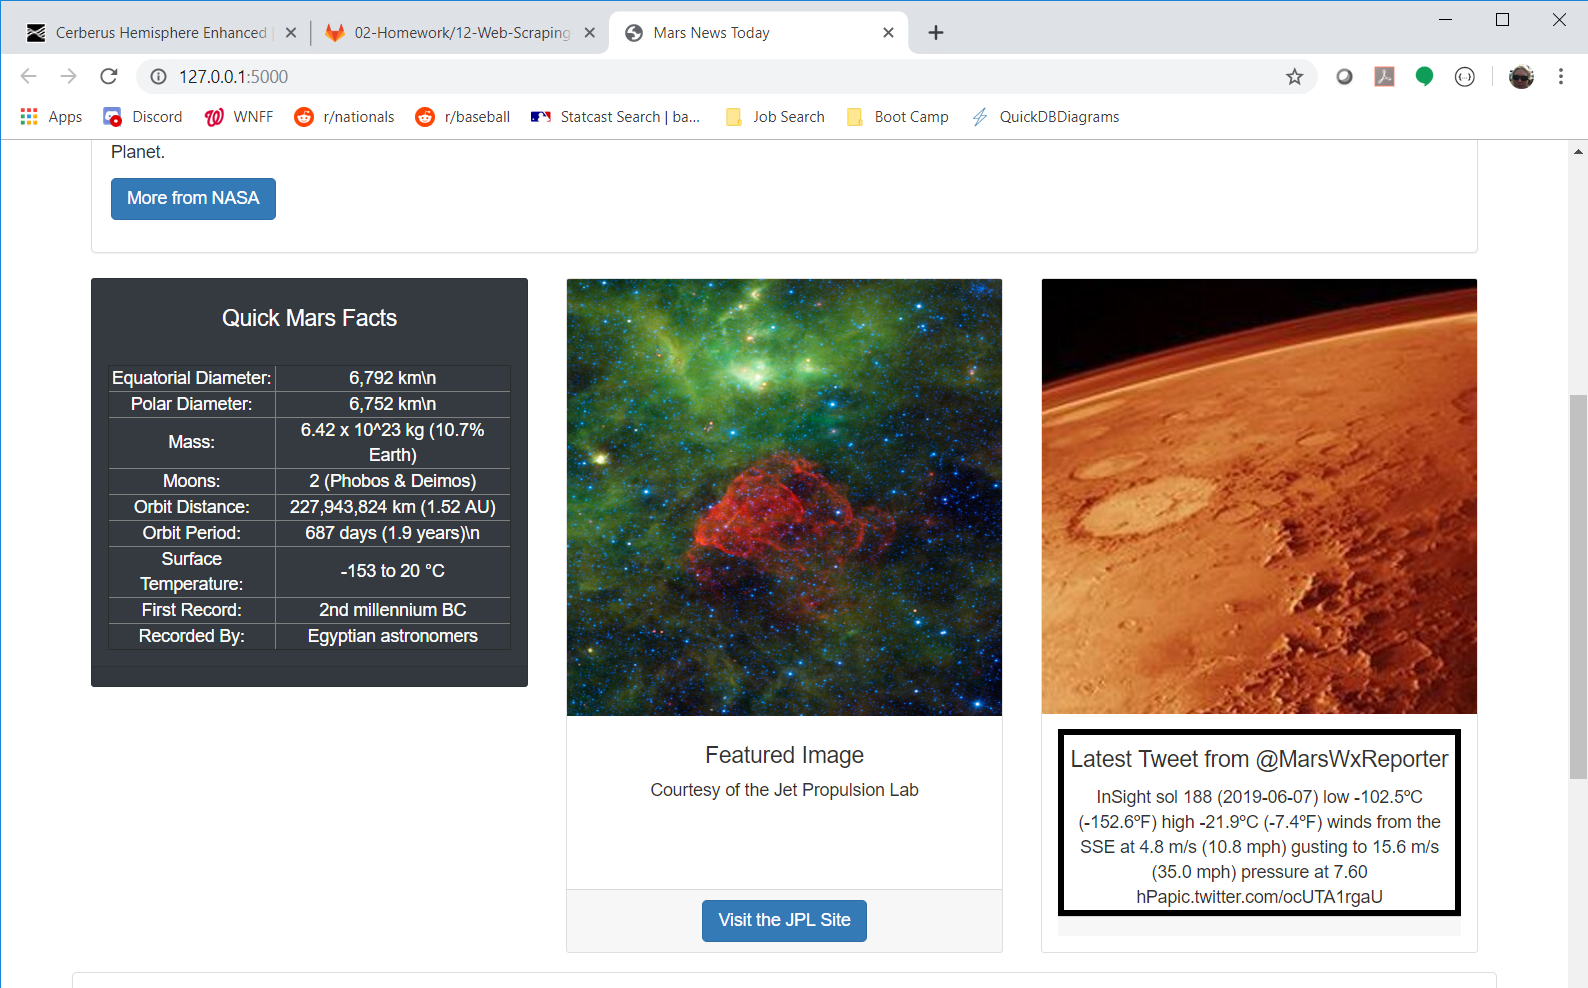 Cerberus Hemisphere Enhanced
02-Homework/12-Web-Scraping
Mars News Today
127.0.0.1:5000
Apps
Discord
WNFF
r/nationals
r/baseball
Statcast Search | ba...
Job Search
Boot Camp
QuickDBDiagrams
Planet.
More from NASA
Quick Mars Facts
Equatorial Diameter: 6,792 km\n
Polar Diameter: 6,752 km\n
Mass: 6.42 x 10^23 kg (10.7%
Earth)
Moons: 2 (Phobos & Deimos)
Orbit Distance: 227,943,824 km (1.52 AU)
Orbit Period: 687 days (1.9 years)\n
Surface
Temperature: -153 to 20 °C
First Record: 2nd millennium BC
Recorded By: Egyptian astronomers
Featured Image
Courtesy of the Jet Propulsion Lab
Visit the JPL Site
Latest Tweet from @MarsWxReporter
InSight sol 188 (2019-06-07) low -102.5ºC
(-152.6ºF) high -21.9ºC (-7.4ºF) winds from the
SSE at 4.8 m/s (10.8 mph) gusting to 15.6 m/s
(35.0 mph) pressure at 7.60
hPapic.twitter.com/ocUTA1rgaU